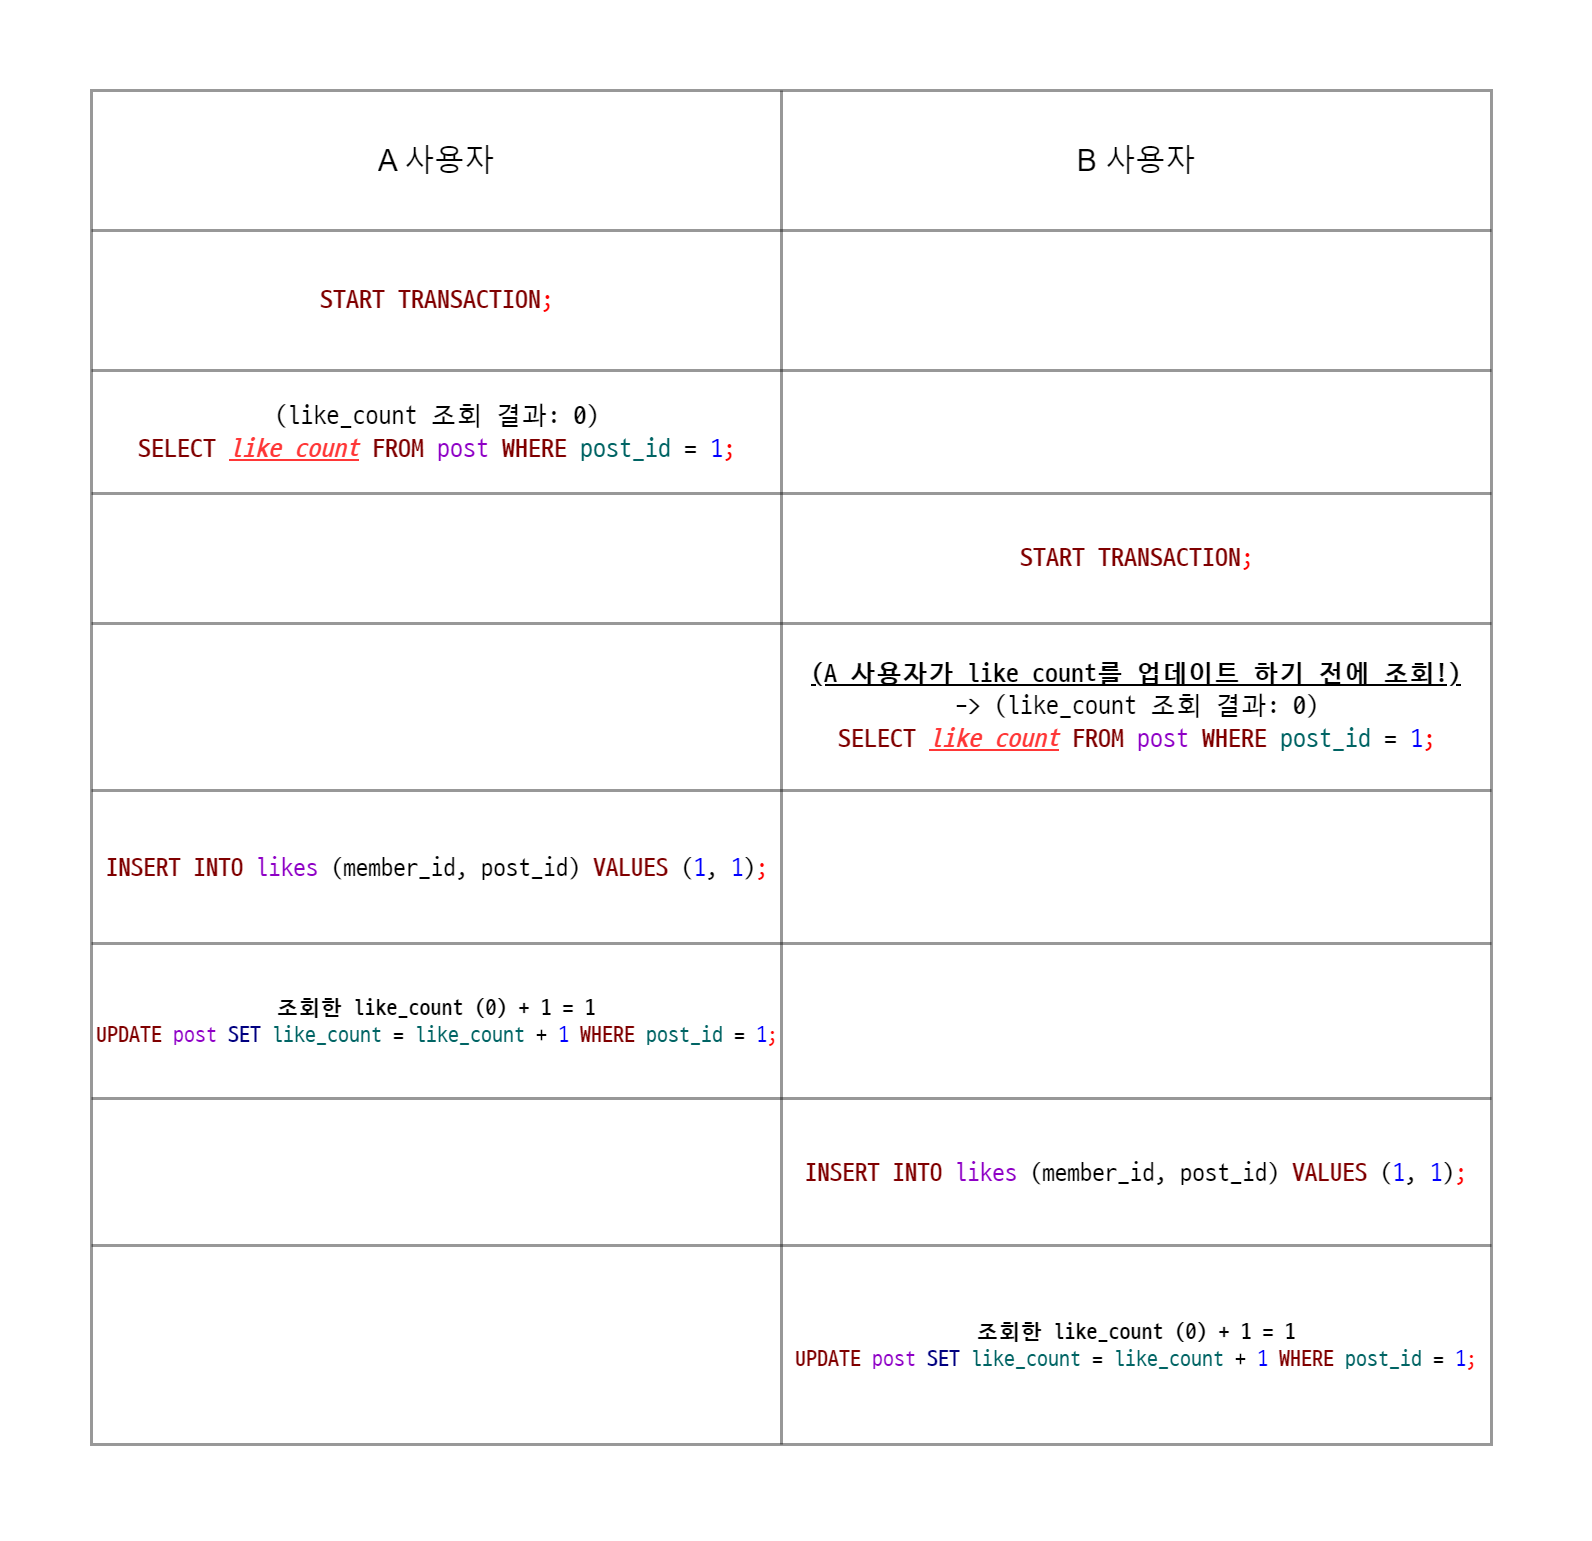 A 사용자
B 사용자
START TRANSACTION;
(like_count 조회 결과: 0)
SELECT like_count FROM post WHERE post_id = 1;
START TRANSACTION;
(A 사용자가 like_count를 업데이트 하기 전에 조회!)
-> (like_count 조회 결과: 0)
SELECT like_count FROM post WHERE post_id = 1;
INSERT INTO likes (member_id, post_id) VALUES (1, 1);
조회한 like_count (0) + 1 = 1
UPDATE post SET like_count = like_count + 1 WHERE post_id = 1;
INSERT INTO likes (member_id, post_id) VALUES (1, 1);
조회한 like_count (0) + 1 = 1
UPDATE post SET like_count = like_count + 1 WHERE post_id = 1;